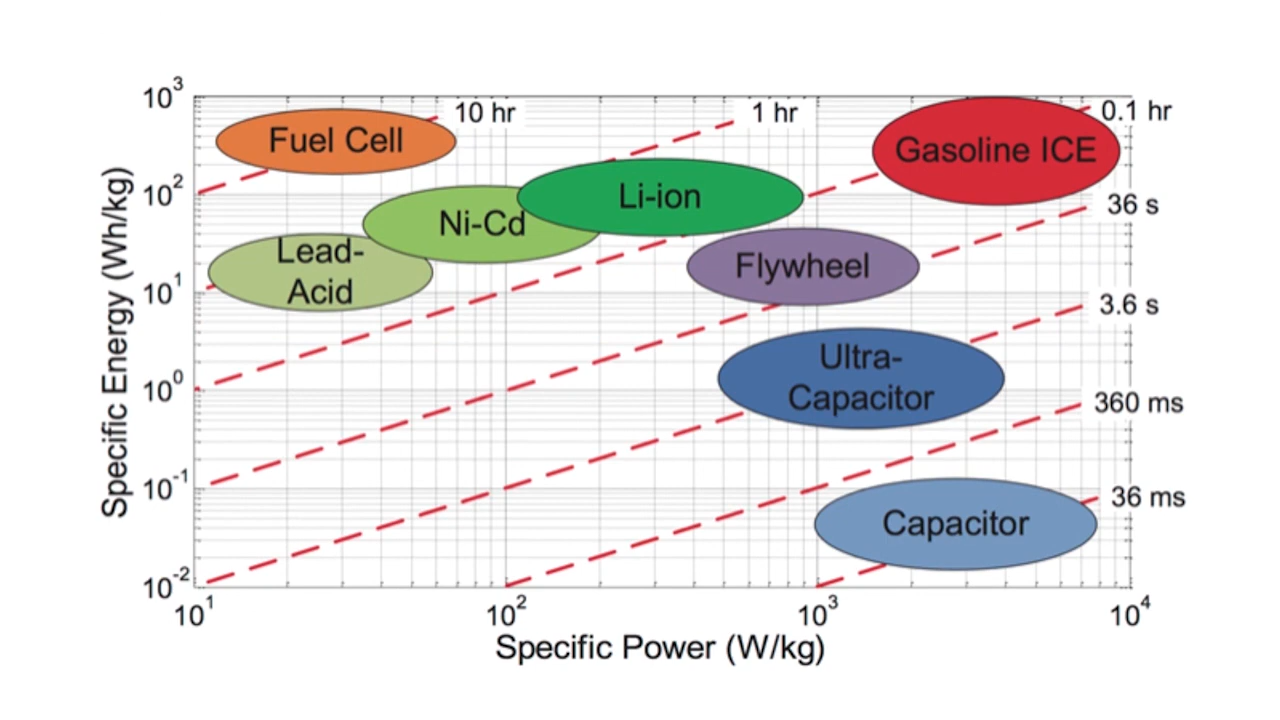 10³
10 hr
1 hr
0.1 hr
Fuel Cell
Gasoline ICE
10²
Li-ion
36 s
Ni-Cd
Lead-
Acid
Flywheel
10¹
3.6 s
Ultra-
Capacitor
10⁰
360 ms
10⁻¹
36 ms
Capacitor
10⁻²
Specific Energy (Wh/kg)
10¹
10²
10³
10⁴
Specific Power (W/kg)